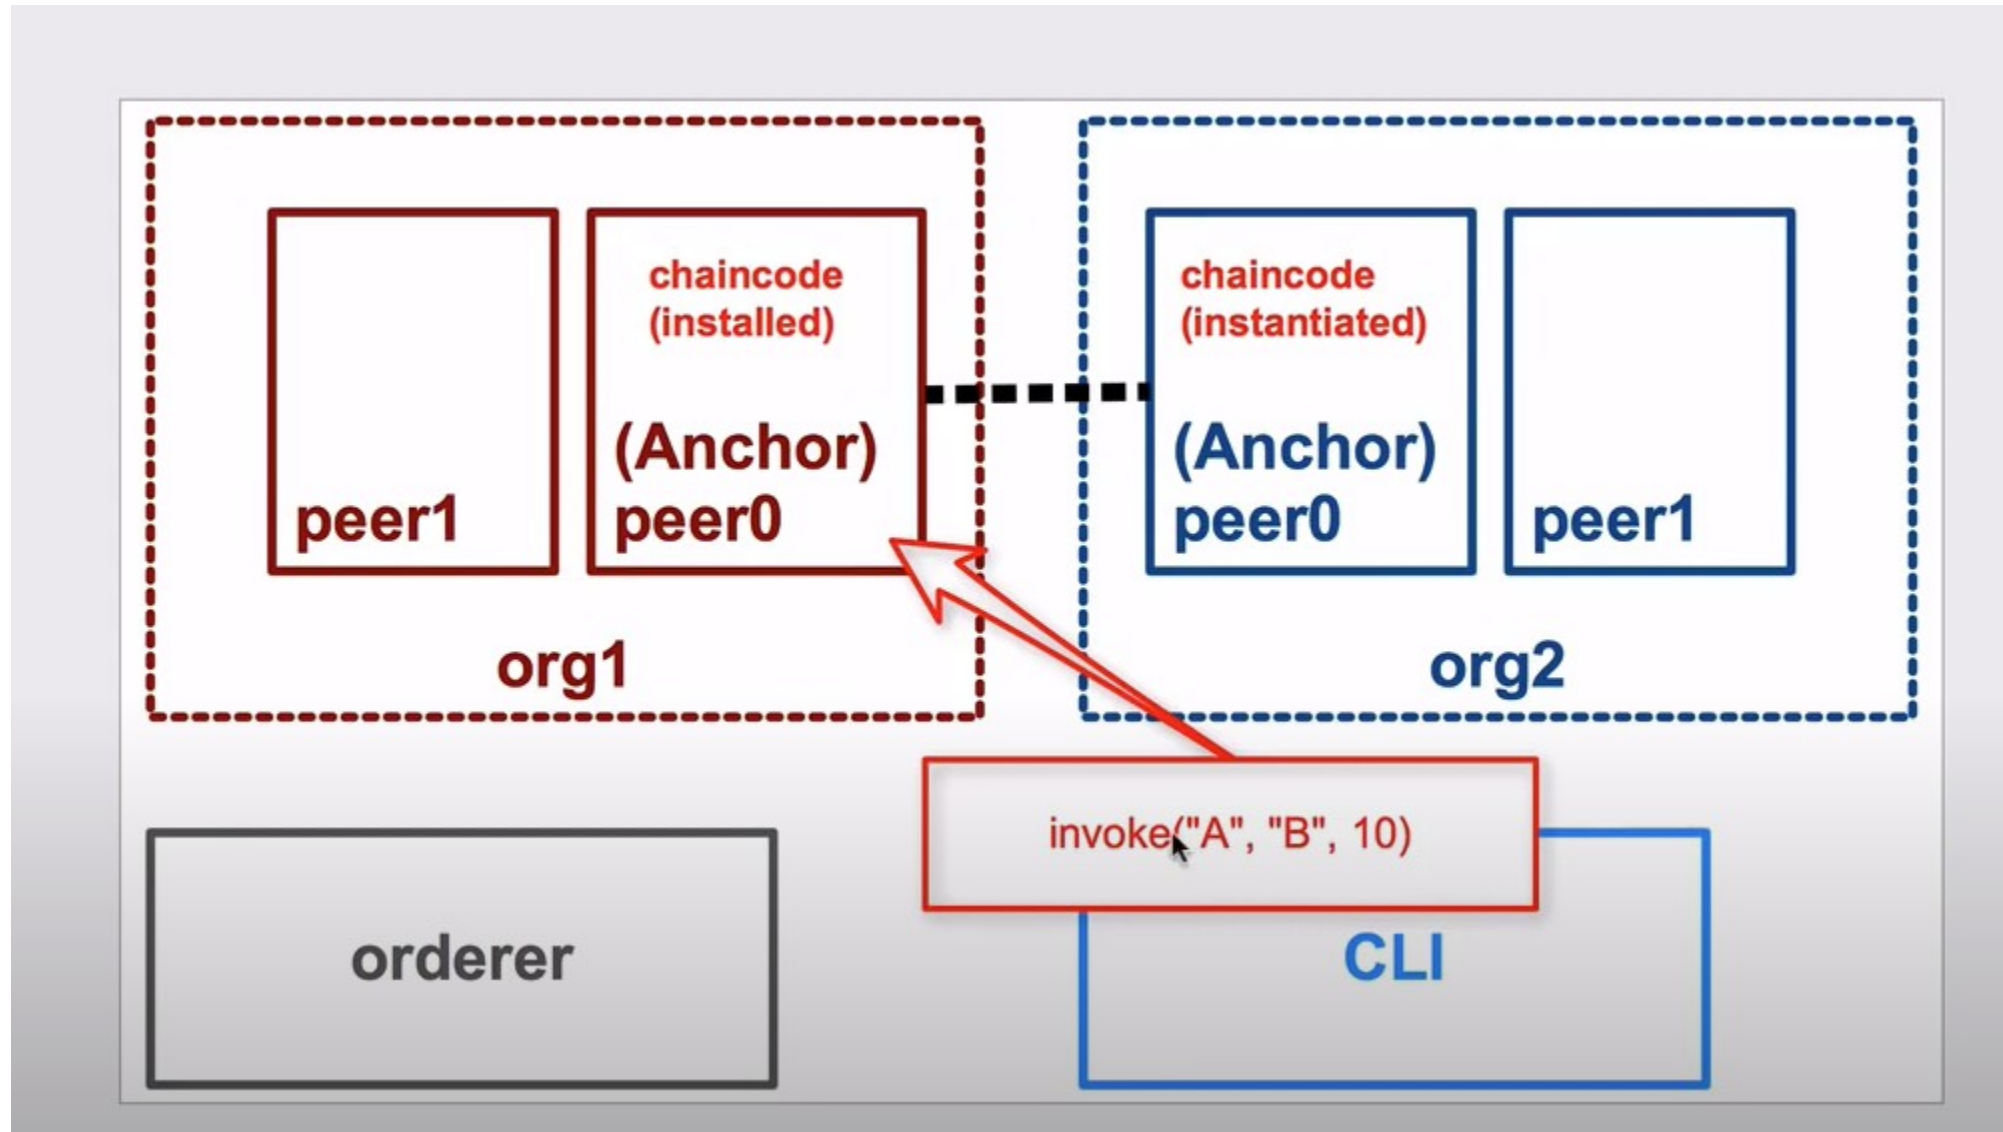 chaincode
(installed)
(Anchor)
peer0
peer1
org1
chaincode
(instantiated)
(Anchor)
peer0
peer1
org2
invoke("A", "B", 10)
orderer
CLI